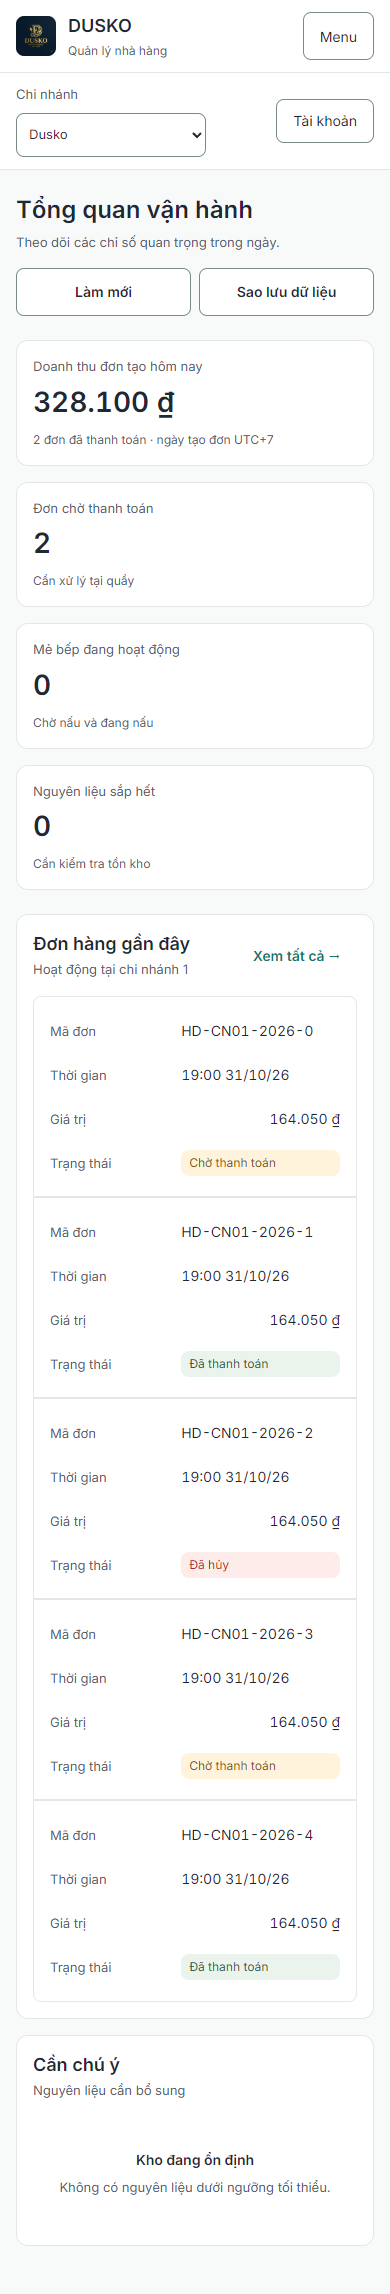 DUSKO
DUSKO
Quản lý nhà hàng
Menu
Chi nhánh
Dusko
Tài khoản
Tổng quan vận hành
Theo dõi các chỉ số quan trọng trong ngày.
Làm mới
Sao lưu dữ liệu
Doanh thu đơn tạo hôm nay
328.100 ₫
2 đơn đã thanh toán · ngày tạo đơn UTC+7
Đơn chờ thanh toán
2
Cần xử lý tại quầy
Mẻ bếp đang hoạt động
0
Chờ nấu và đang nấu
Nguyên liệu sắp hết
0
Cần kiểm tra tồn kho
Đơn hàng gần đây
Xem tất cả →
Hoạt động tại chi nhánh 1
Mã đơn HD-CN01-2026-0
Thời gian 19:00 31/10/26
Giá trị 164.050 ₫
Trạng thái Chờ thanh toán
Mã đơn HD-CN01-2026-1
Thời gian 19:00 31/10/26
Giá trị 164.050 ₫
Trạng thái Đã thanh toán
Mã đơn HD-CN01-2026-2
Thời gian 19:00 31/10/26
Giá trị 164.050 ₫
Trạng thái Đã hủy
Mã đơn HD-CN01-2026-3
Thời gian 19:00 31/10/26
Giá trị 164.050 ₫
Trạng thái Chờ thanh toán
Mã đơn HD-CN01-2026-4
Thời gian 19:00 31/10/26
Giá trị 164.050 ₫
Trạng thái Đã thanh toán
Cần chú ý
Nguyên liệu cần bổ sung
Kho đang ổn định
Không có nguyên liệu dưới ngưỡng tối thiểu.